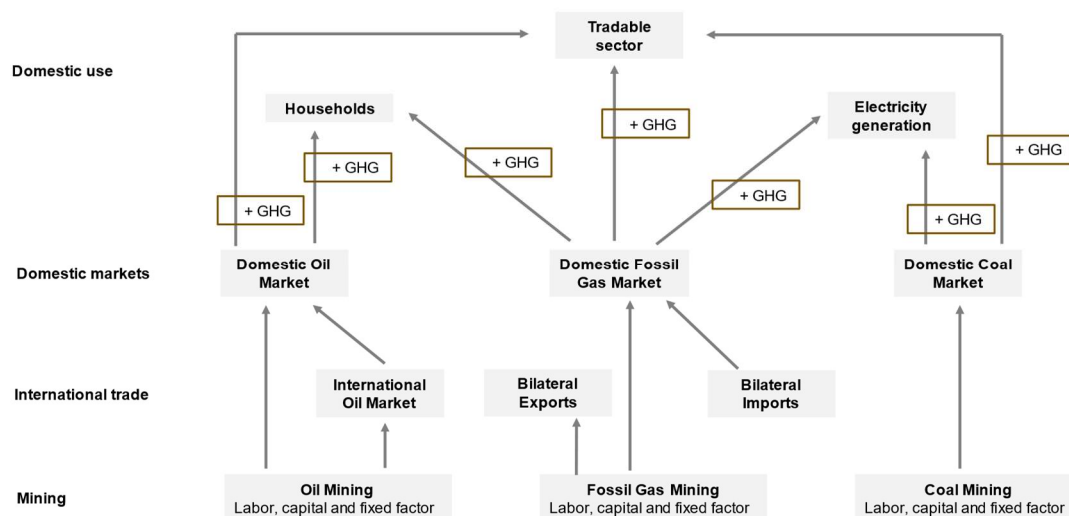 Tradable
sector
Domestic use
Households
Electricity
generation
+ GHG
+ GHG
+ GHG
+ GHG
+ GHG
+ GHG
+ GHG
Domestic markets
Domestic Oil
Market
Domestic Fossil
Gas Market
Domestic Coal
Market
International trade
International
Oil Market
Bilateral
Exports
Bilateral
Imports
Mining
Oil Mining
Labor, capital and fixed factor
Fossil Gas Mining
Labor, capital and fixed factor
Coal Mining
Labor, capital and fixed factor